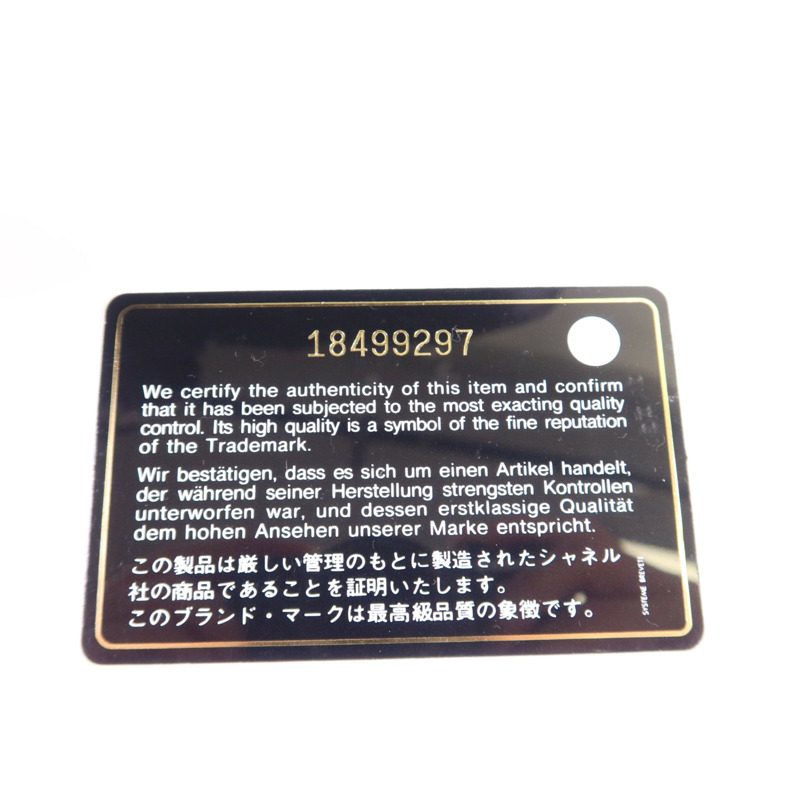 18499297
We certify the authenticity of this item and confirm
that it has been subjected to the most exacting quality
control. Its high quality is a symbol of the fine reputation
of the Trademark.
Wir bestätigen, dass es sich um einen Artikel handelt,
der während seiner Herstellung strengsten Kontrollen
unterworfen war, und dessen erstklassige Qualität
dem hohen Ansehen unserer Marke entspricht.
この製品は厳しい管理のもとに製造されたシャネル
社の商品であることを証明いたします。
このブランド・マークは最高級品質の象徴です。
SYSTEME BREVETE